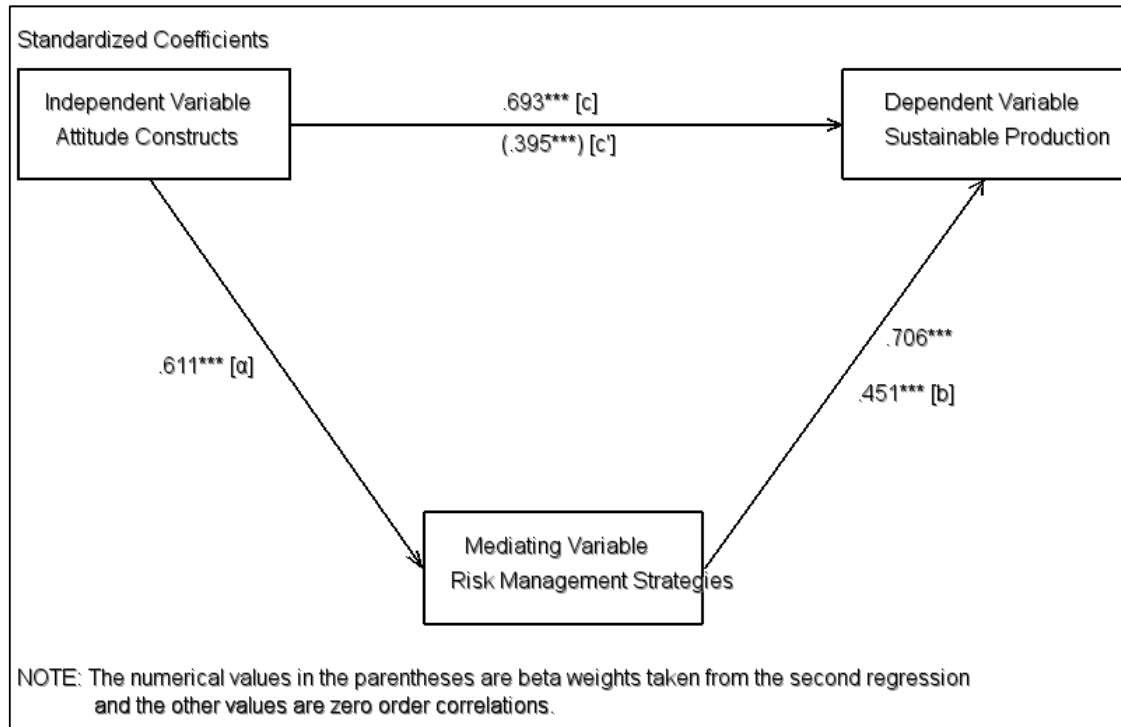 Standardized Coefficients
Independent Variable
Attitude Constructs
.693*** [c]
(.395***) [c']
Dependent Variable
Sustainable Production
.611*** [α]
.706***
.451*** [b]
Mediating Variable
Risk Management Strategies
NOTE: The numerical values in the parentheses are beta weights taken from the second regression
and the other values are zero order correlations.